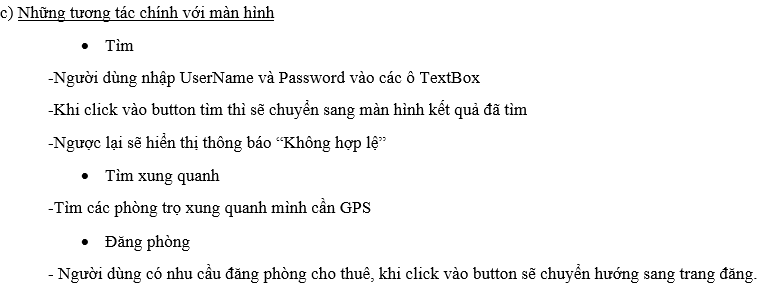 c) Những tương tác chính với màn hình
• Tìm
-Người dùng nhập UserName và Password vào các ô TextBox
-Khi click vào button tìm thì sẽ chuyển sang màn hình kết quả đã tìm
-Ngược lại sẽ hiển thị thông báo “Không hợp lệ”
• Tìm xung quanh
-Tìm các phòng trọ xung quanh mình cần GPS
• Đăng phòng
- Người dùng có nhu cầu đăng phòng cho thuê, khi click vào button sẽ chuyển hướng sang trang đăng.